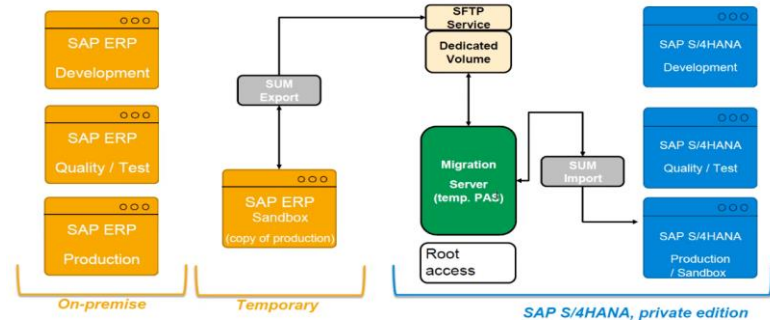 SAP ERP
Development
SAP ERP
Quality / Test
SAP ERP
Production
On-premise
SUM
Export
SAP ERP
Sandbox
(copy of production)
Temporary
SFTP
Service
Dedicated
Volume
Migration
Server
(temp. PAS)
Root
access
SUM
Import
SAP S/4HANA
Development
SAP S/4HANA
Quality / Test
SAP S/4HANA
Production
/ Sandbox
SAP S/4HANA, private edition